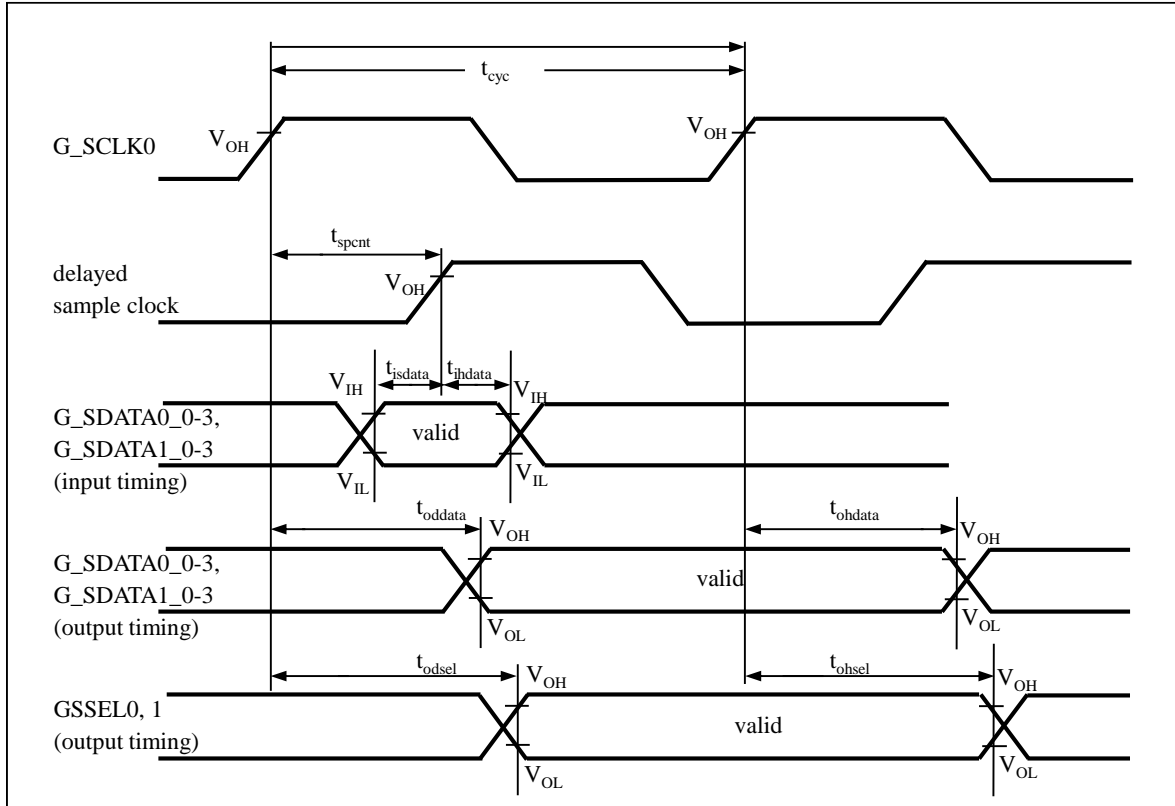 t_cyc
G_SCLK0
V_OH
V_OH
t_spcnt
delayed
sample clock
V_OH
t_isdata
t_ihdata
V_IH
V_IH
G_SDATA0_0-3,
G_SDATA1_0-3
(input timing)
valid
V_IL
V_IL
t_oddata
t_ohdata
V_OH
V_OH
G_SDATA0_0-3,
G_SDATA1_0-3
(output timing)
valid
V_OL
V_OL
t_odsel
t_ohsel
V_OH
V_OH
GSSEL0, 1
(output timing)
valid
V_OL
V_OL